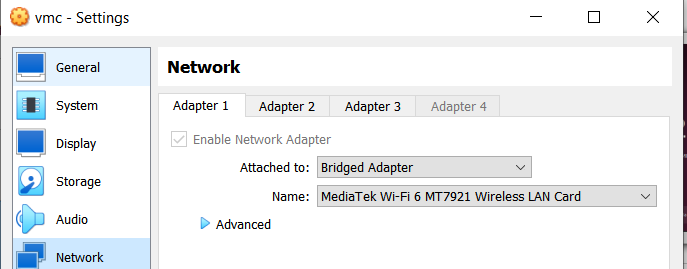 vmc - Settings
General
System
Display
Storage
Audio
Network
Network
Adapter 1 Adapter 2 Adapter 3 Adapter 4
Enable Network Adapter
Attached to: Bridged Adapter
Name: MediaTek Wi-Fi 6 MT7921 Wireless LAN Card
Advanced